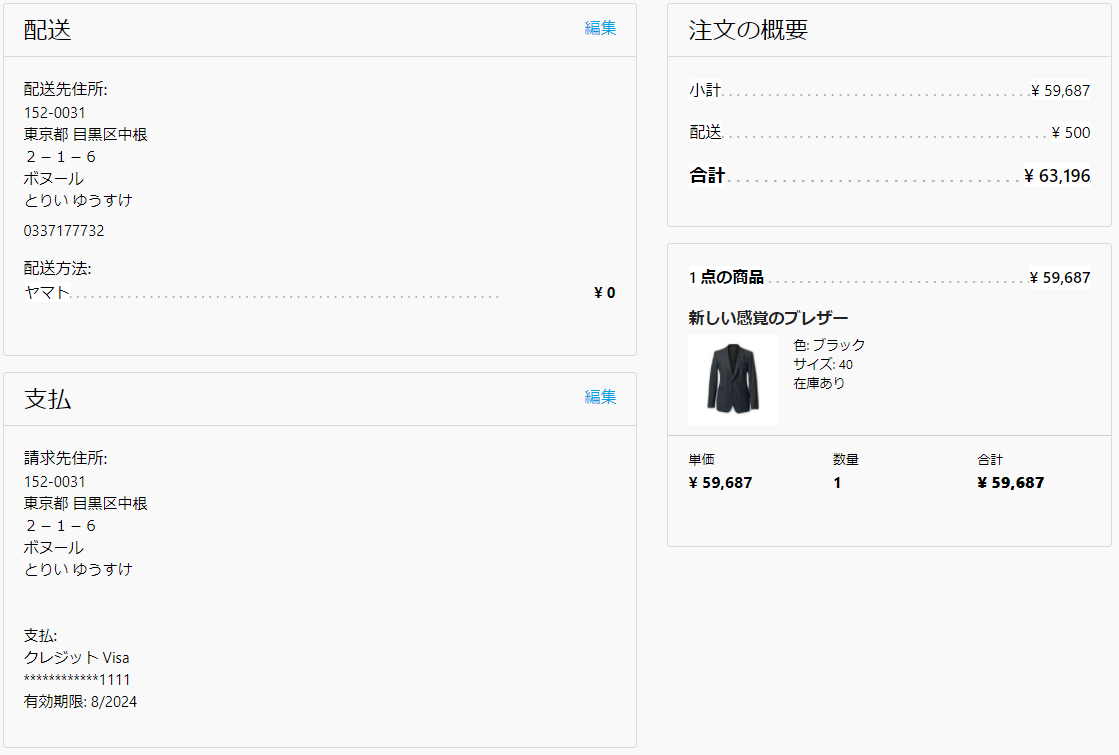 配送 編集
配送先住所:
152-0031
東京都 目黒区中根
２－１－６
ボヌール
とりい ゆうすけ
0337177732
配送方法:
ヤマト ¥ 0
支払 編集
請求先住所:
152-0031
東京都 目黒区中根
２－１－６
ボヌール
とりい ゆうすけ
支払:
クレジット Visa
************1111
有効期限: 8/2024
注文の概要
小計 ¥ 59,687
配送 ¥ 500
合計 ¥ 63,196
1 点の商品 ¥ 59,687
新しい感覚のブレザー
色: ブラック
サイズ: 40
在庫あり
単価 数量 合計
¥ 59,687 1 ¥ 59,687